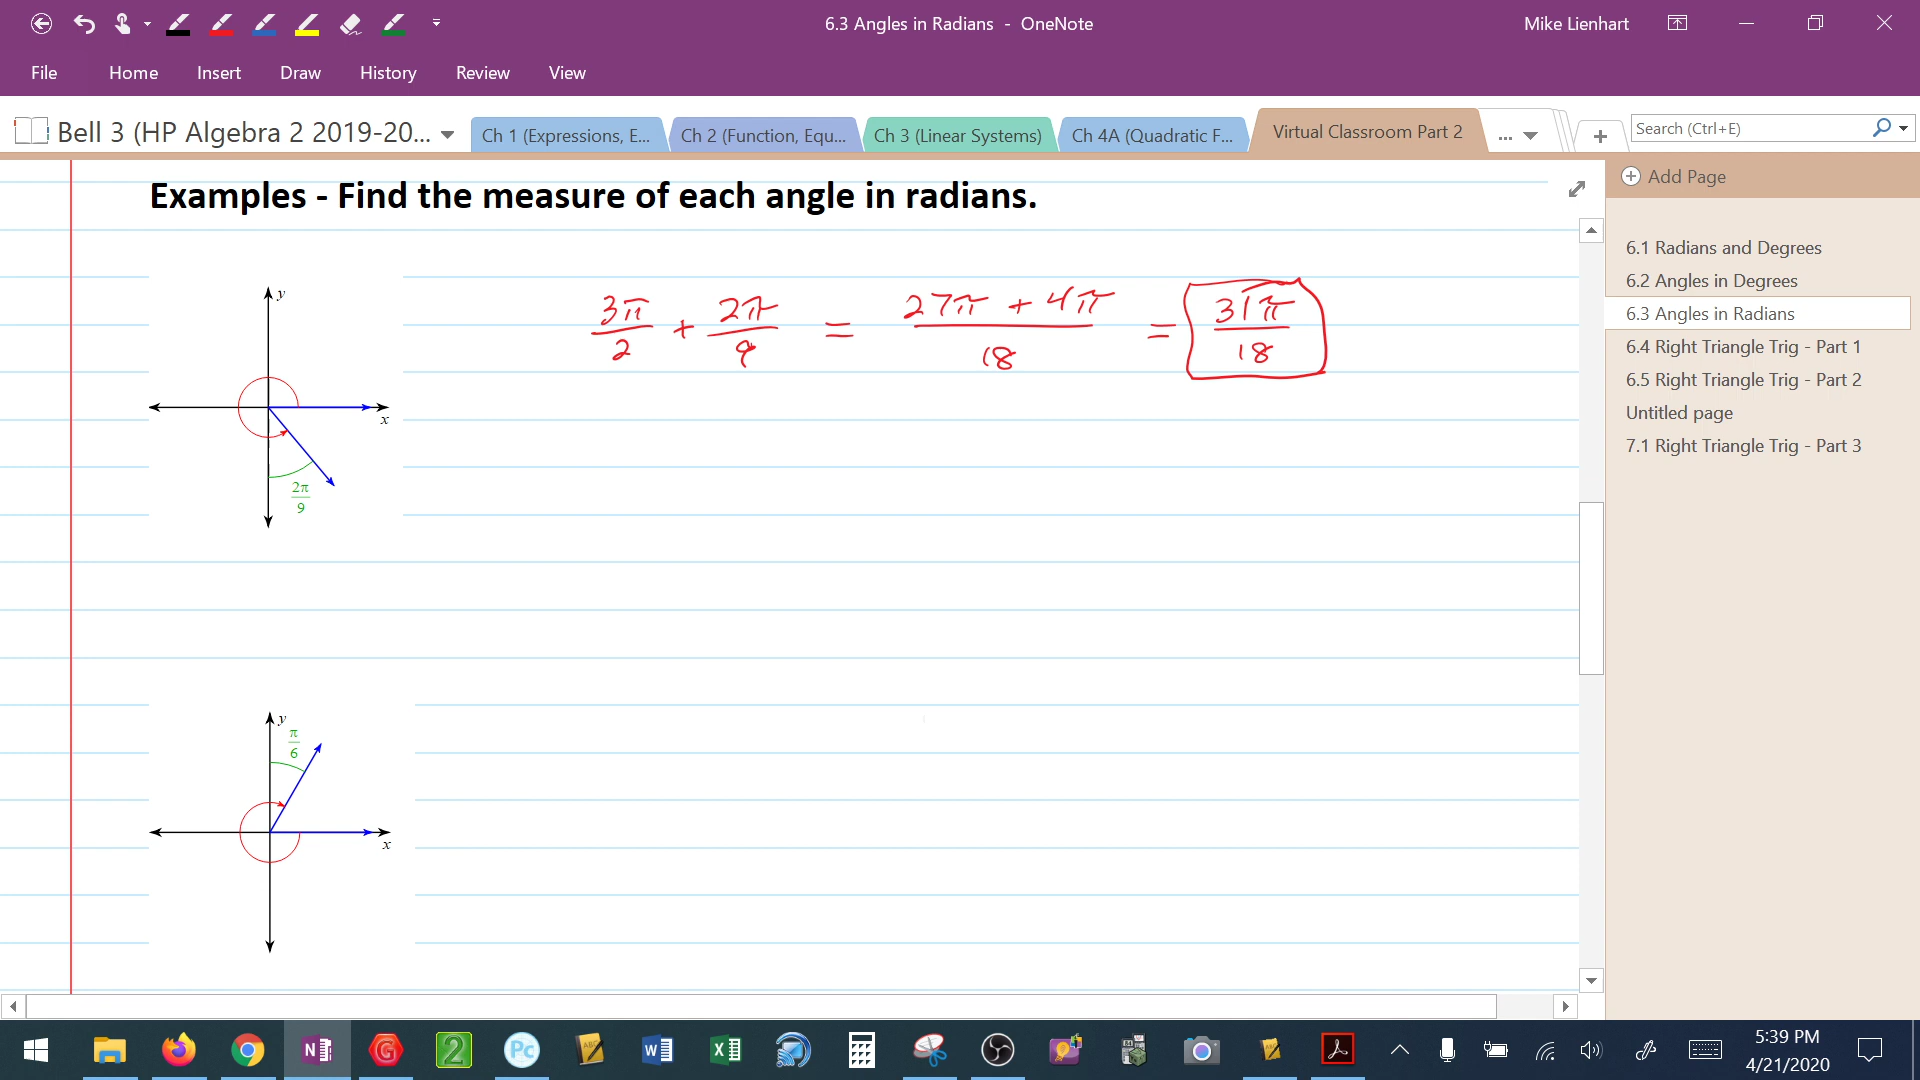 6.3 Angles in Radians - OneNote
Mike Lienhart
File Home Insert Draw History Review View
Bell 3 (HP Algebra 2 2019-20...
Ch 1 (Expressions, E...
Ch 2 (Function, Equ...
Ch 3 (Linear Systems)
Ch 4A (Quadratic F...
Virtual Classroom Part 2
...
Search (Ctrl+E)
Add Page
6.1 Radians and Degrees
6.2 Angles in Degrees
6.3 Angles in Radians
6.4 Right Triangle Trig - Part 1
6.5 Right Triangle Trig - Part 2
Untitled page
7.1 Right Triangle Trig - Part 3
Examples - Find the measure of each angle in radians.
y
x
2π
9
3π/2 + 2π/9 = 27π + 4π/18 = 31π/18
y
π
6
x
5:39 PM
4/21/2020